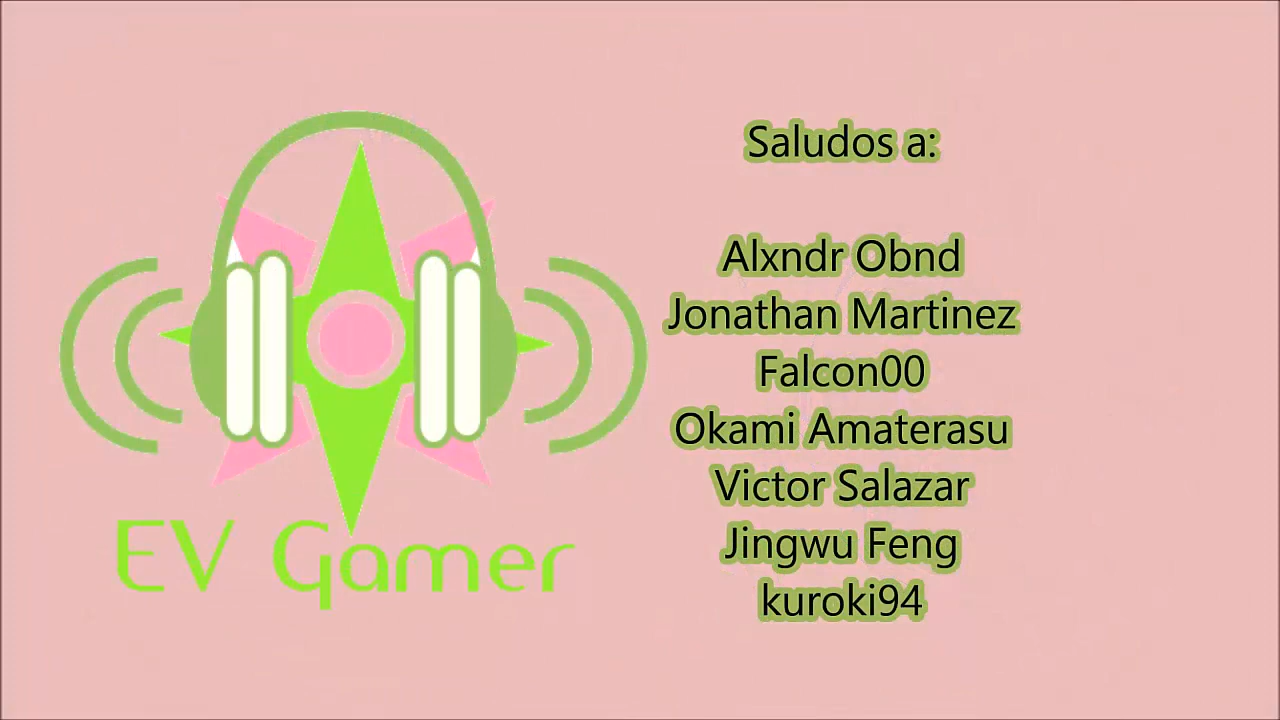 Saludos a:
Alxndr Obnd
Jonathan Martinez
Falcon00
Okami Amaterasu
Victor Salazar
Jingwu Feng
kuroki94
EV Gamer